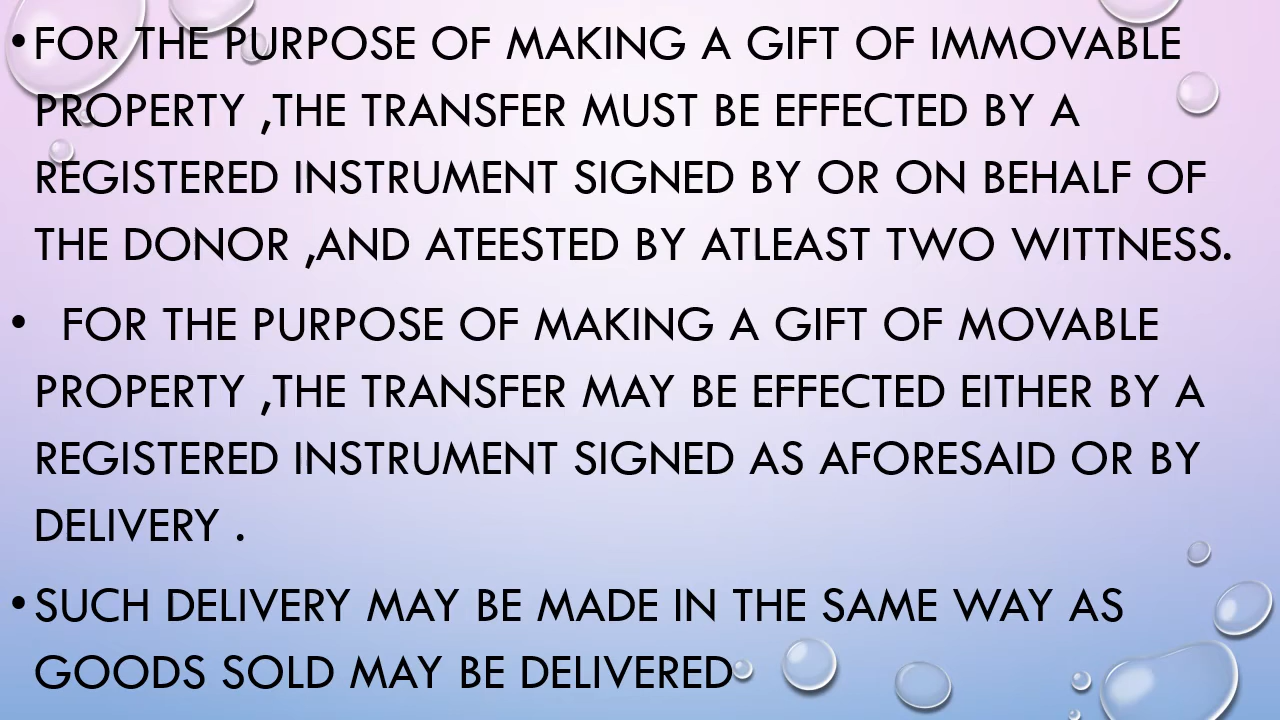 •FOR THE PURPOSE OF MAKING A GIFT OF IMMOVABLE
PROPERTY ,THE TRANSFER MUST BE EFFECTED BY A
REGISTERED INSTRUMENT SIGNED BY OR ON BEHALF OF
THE DONOR ,AND ATEESTED BY ATLEAST TWO WITTNESS.
• FOR THE PURPOSE OF MAKING A GIFT OF MOVABLE
PROPERTY ,THE TRANSFER MAY BE EFFECTED EITHER BY A
REGISTERED INSTRUMENT SIGNED AS AFORESAID OR BY
DELIVERY .
•SUCH DELIVERY MAY BE MADE IN THE SAME WAY AS
GOODS SOLD MAY BE DELIVERED